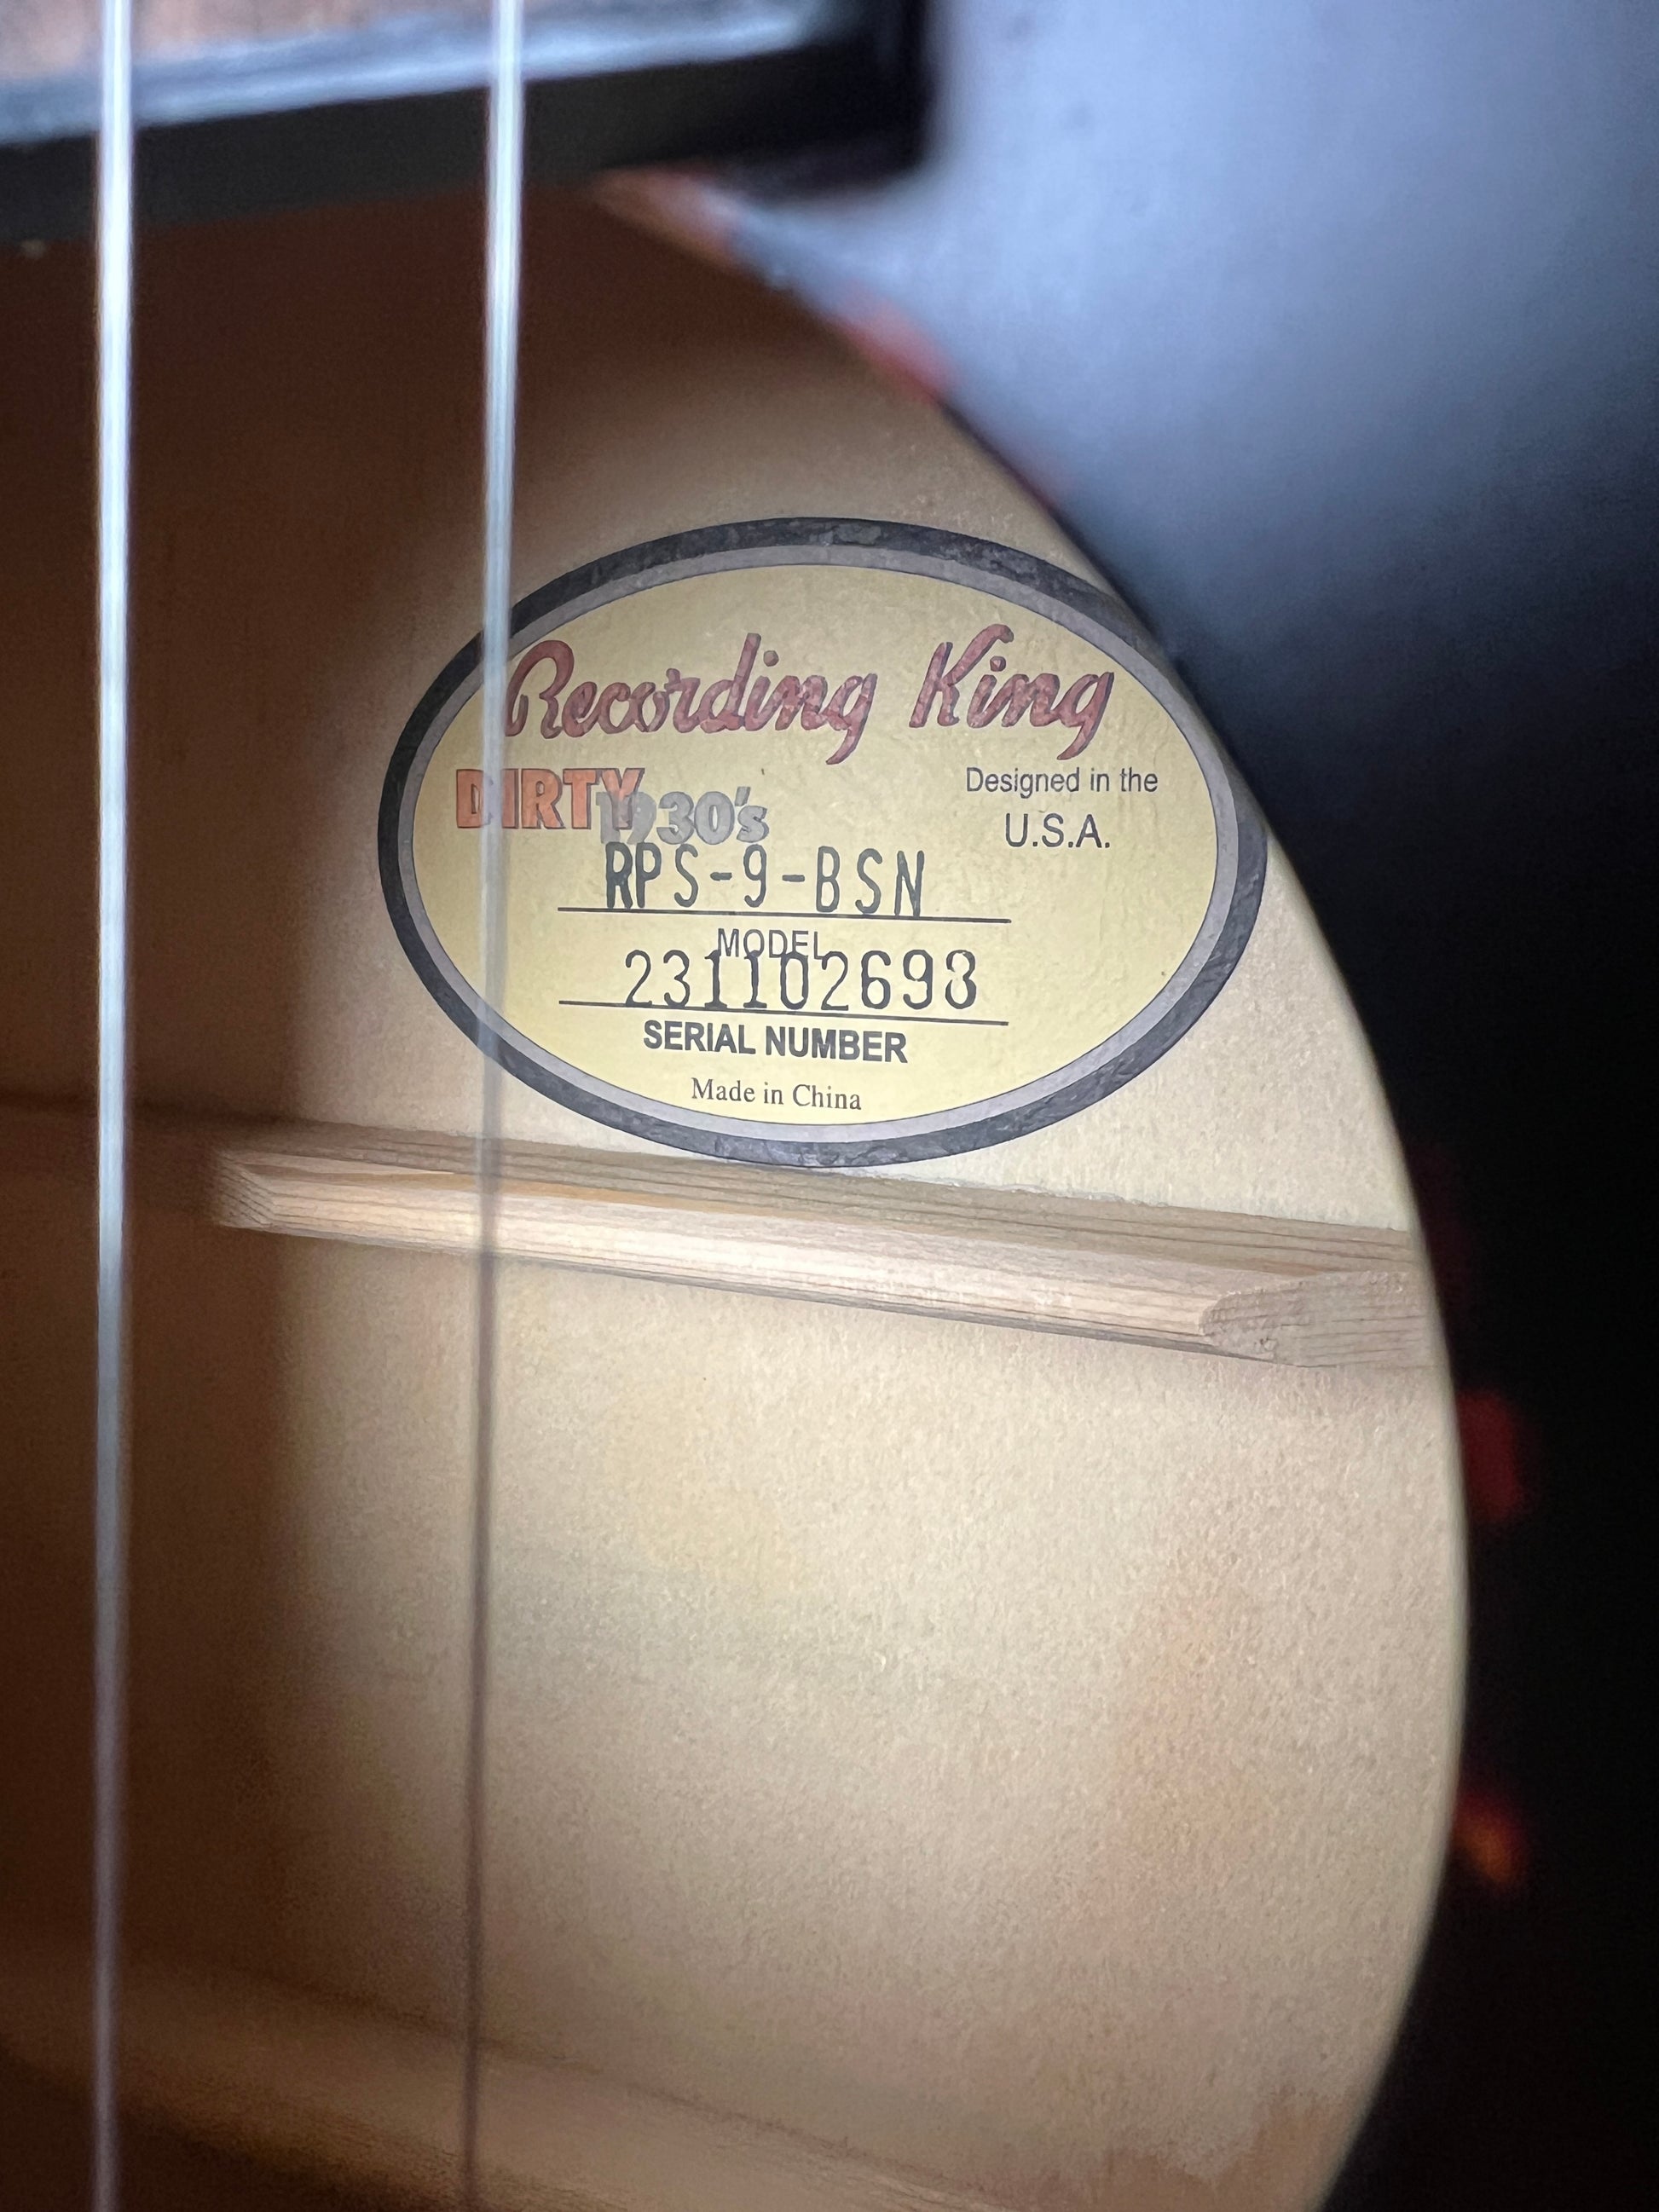 Recording King
DIRTY 1930's
Designed in the
U.S.A.
RPS-9-BSN
MODEL
231102693
SERIAL NUMBER
Made in China